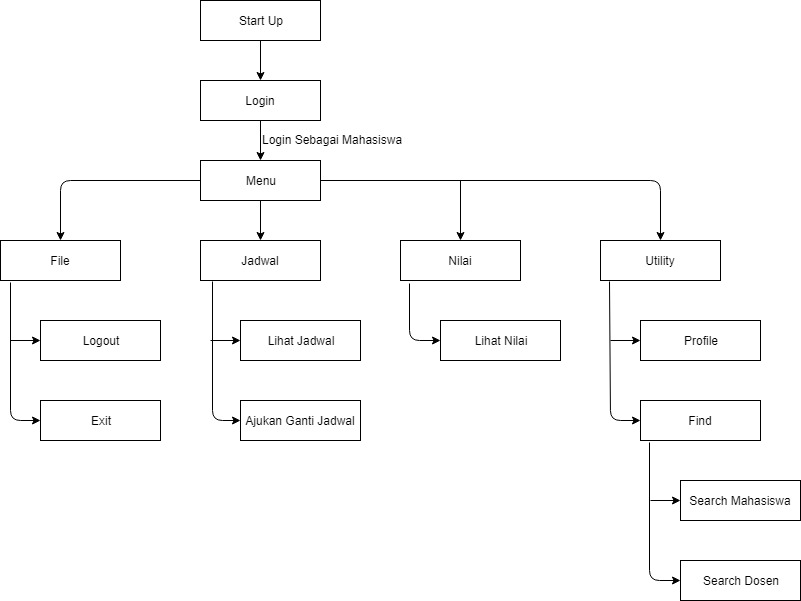 Start Up
Login
Login Sebagai Mahasiswa
Menu
File
Jadwal
Nilai
Utility
Logout
Lihat Jadwal
Lihat Nilai
Profile
Exit
Ajukan Ganti Jadwal
Find
Search Mahasiswa
Search Dosen